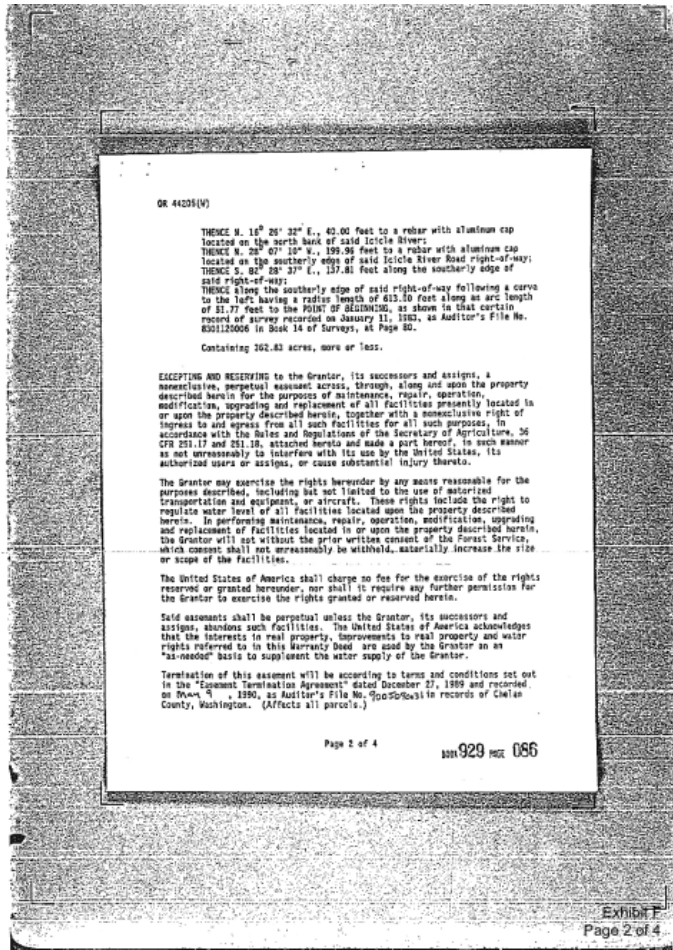 OR 44205(W)
THENCE N. 16° 26' 32" E., 40.00 feet to a rebar with aluminum cap
located on the north bank of said Icicle River;
THENCE N. 28° 07' 10" W., 199.96 feet to a rebar with aluminum cap
located on the southerly edge of said Icicle River Road right-of-way;
THENCE S. 82° 28' 37" E., 137.81 feet along the southerly edge of
said right-of-way;
THENCE along the southerly edge of said right-of-way following a curve
to the left having a radius length of 613.00 feet along an arc length
of 51.77 feet to the POINT OF BEGINNING, as shown in that certain
record of survey recorded on January 11, 1983, as Auditor's File No.
8301120006 in Book 14 of Surveys, at Page 80.
Containing 362.83 acres, more or less.
EXCEPTING AND RESERVING to the Grantor, its successors and assigns, a
nonexclusive, perpetual easement across, through, along and upon the property
described herein for the purposes of maintenance, repair, operation,
modification, upgrading and replacement of all facilities presently located in
or upon the property described herein, together with a nonexclusive right of
ingress to and egress from all such facilities for all such purposes, in
accordance with the Rules and Regulations of the Secretary of Agriculture, 36
CFR 251.17 and 251.18, attached hereto and made a part hereof, in such manner
as not unreasonably to interfere with its use by the United States, its
authorized users or assigns, or cause substantial injury thereto.
The Grantor may exercise the rights hereunder by any means reasonable for the
purposes described, including but not limited to the use of motorized
transportation and equipment, or aircraft. These rights include the right to
regulate water level of all facilities located upon the property described
herein. In performing maintenance, repair, operation, modification, upgrading
and replacement of facilities located in or upon the property described herein,
the Grantor will not without the prior written consent of the Forest Service,
which consent shall not unreasonably be withheld, materially increase the size
or scope of the facilities.
The United States of America shall charge no fee for the exercise of the rights
reserved or granted hereunder, nor shall it require any further permission for
the Grantor to exercise the rights granted or reserved herein.
Said easements shall be perpetual unless the Grantor, its successors and
assigns, abandons such facilities. The United States of America acknowledges
that the interests in real property, improvements to real property and water
rights referred to in this Warranty Deed are used by the Grantor on an
"as-needed" basis to supplement the water supply of the Grantor.
Termination of this easement will be according to terms and conditions set out
in the "Easement Termination Agreement" dated December 27, 1989 and recorded
on May 9, 1990, as Auditor's File No. in records of Chelan
County, Washington. (Affects all parcels.)
Page 2 of 4
BOOK 929 PAGE 086
Exhibit F
Page 2 of 4